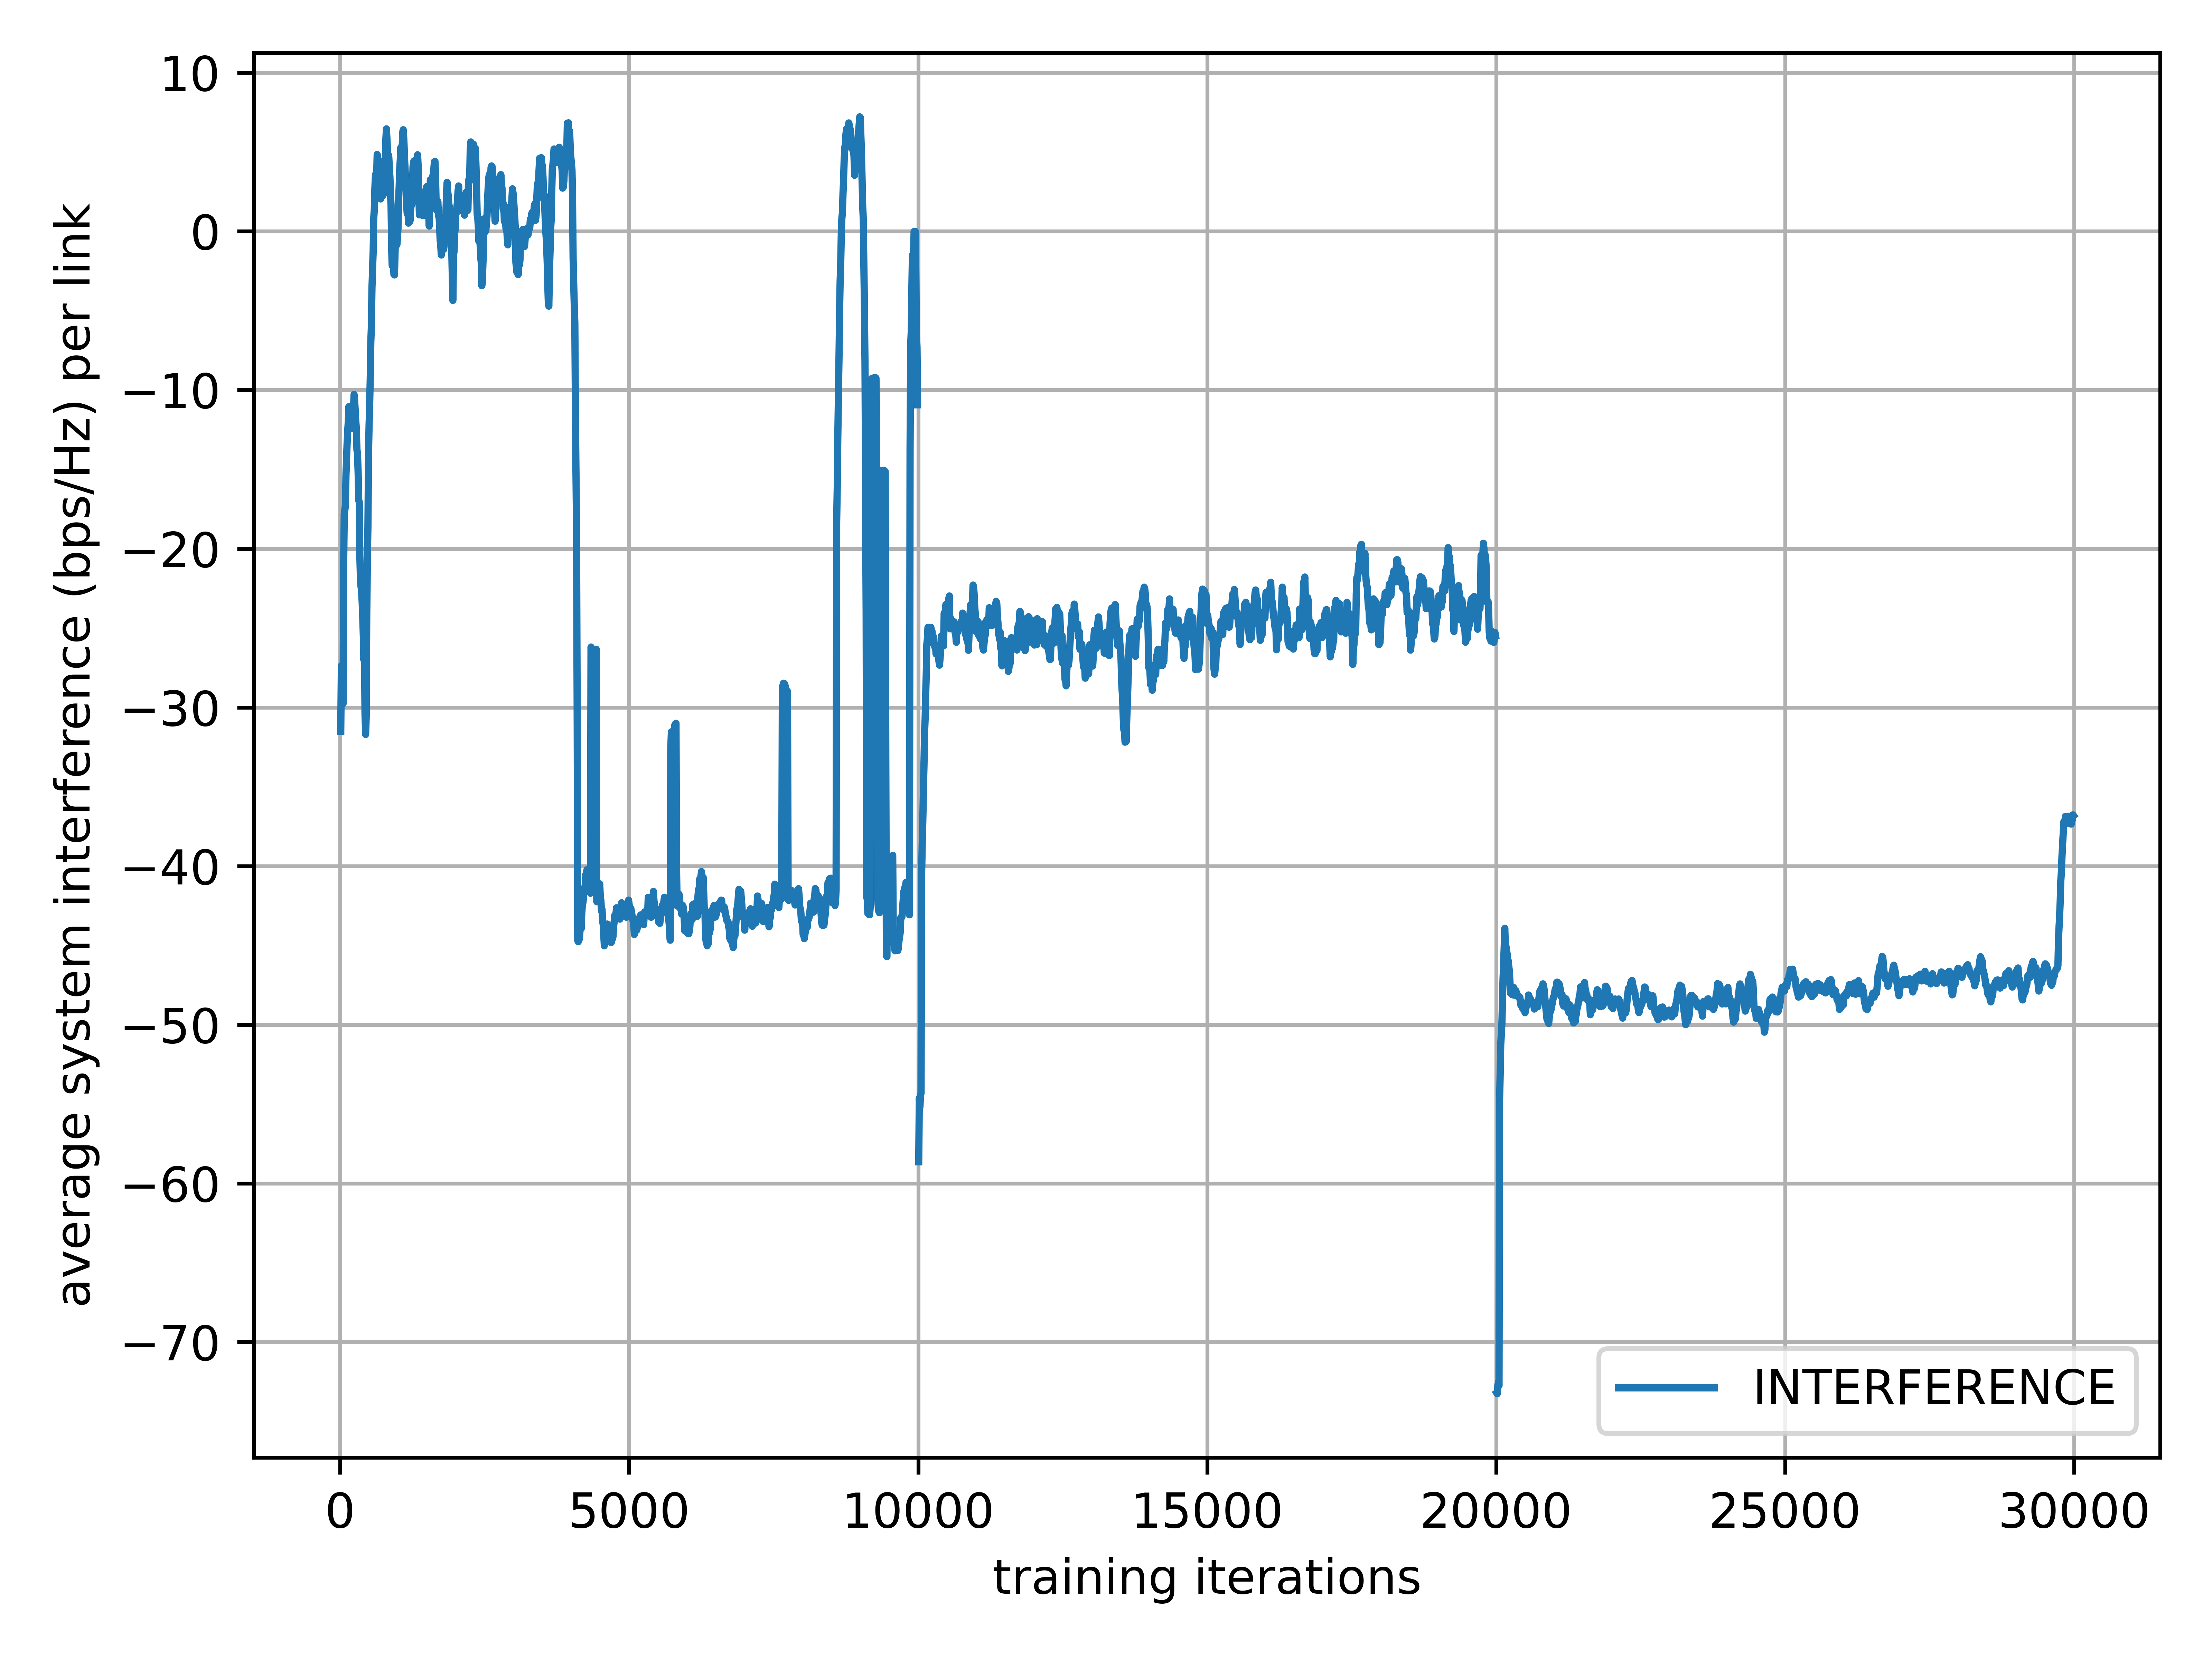 average system interference (bps/Hz) per link
10
0
−10
−20
−30
−40
−50
−60
−70
INTERFERENCE
0 5000 10000 15000 20000 25000 30000
training iterations